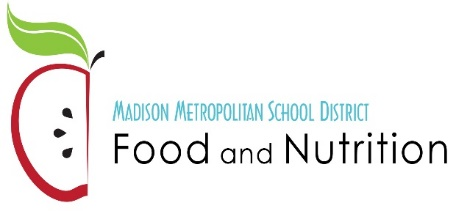 MADISON METROPOLITAN SCHOOL DISTRICT
Food and Nutrition